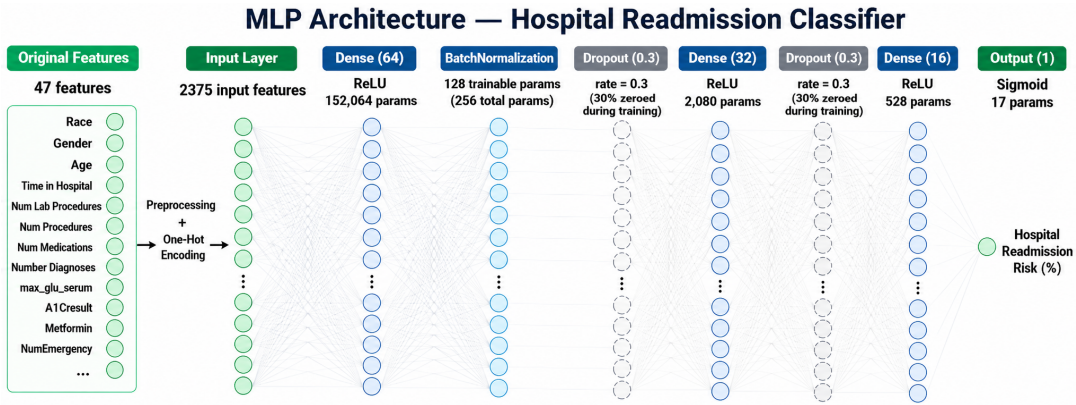 MLP Architecture — Hospital Readmission Classifier
Original Features
47 features
Race
Gender
Age
Time in Hospital
Num Lab Procedures
Num Procedures
Num Medications
Number Diagnoses
max_glu_serum
A1Cresult
Metformin
NumEmergency
...
Preprocessing
+
One-Hot
Encoding
Input Layer
2375 input features
Dense (64)
ReLU
152,064 params
BatchNormalization
128 trainable params
(256 total params)
Dropout (0.3)
rate = 0.3
(30% zeroed
during training)
Dense (32)
ReLU
2,080 params
Dropout (0.3)
rate = 0.3
(30% zeroed
during training)
Dense (16)
ReLU
528 params
Output (1)
Sigmoid
17 params
Hospital
Readmission
Risk (%)